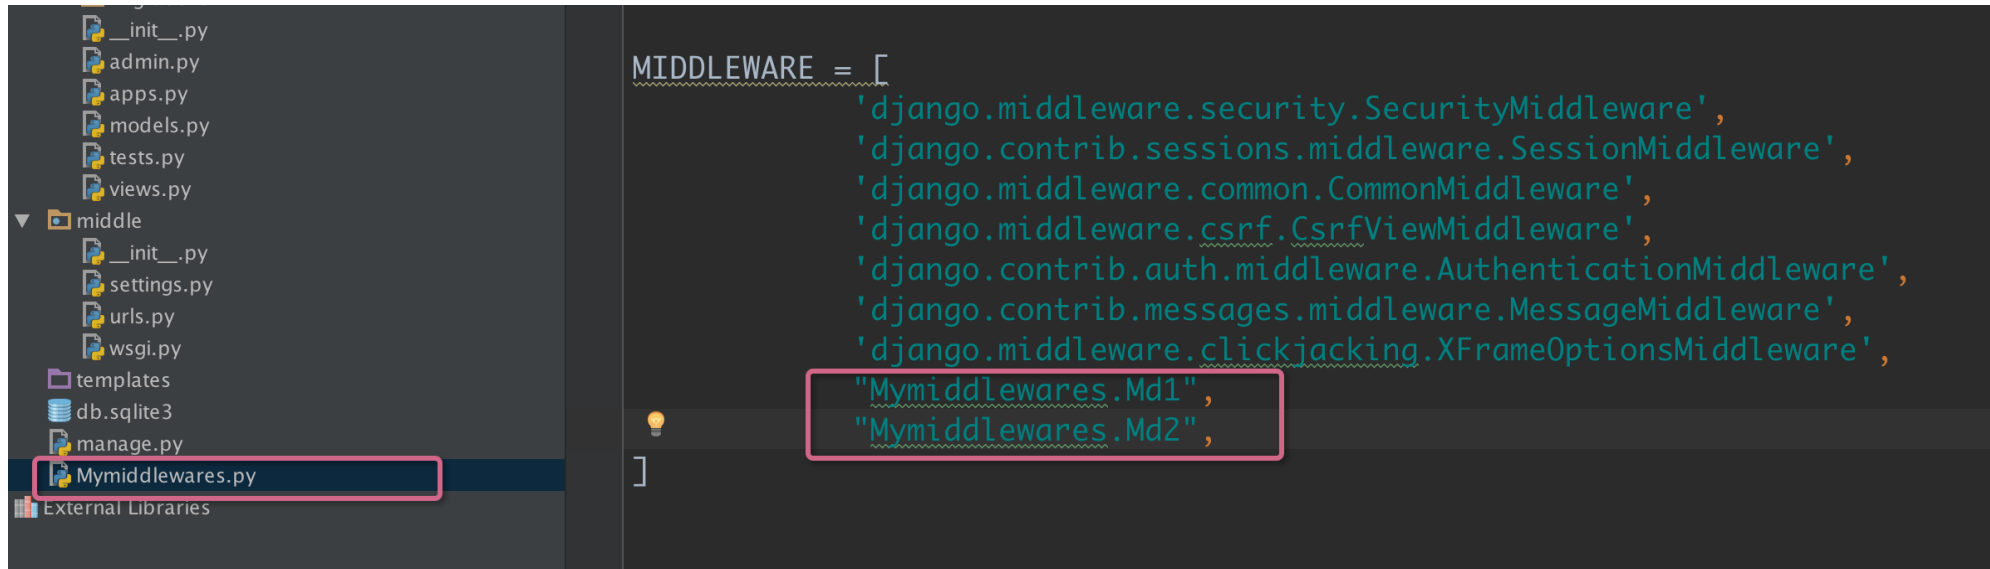 __init__.py
admin.py
apps.py
models.py
tests.py
views.py
middle
__init__.py
settings.py
urls.py
wsgi.py
templates
db.sqlite3
manage.py
Mymiddlewares.py
External Libraries
MIDDLEWARE = [
'django.middleware.security.SecurityMiddleware',
'django.contrib.sessions.middleware.SessionMiddleware',
'django.middleware.common.CommonMiddleware',
'django.middleware.csrf.CsrfViewMiddleware',
'django.contrib.auth.middleware.AuthenticationMiddleware',
'django.contrib.messages.middleware.MessageMiddleware',
'django.middleware.clickjacking.XFrameOptionsMiddleware',
"Mymiddlewares.Md1",
"Mymiddlewares.Md2",
]